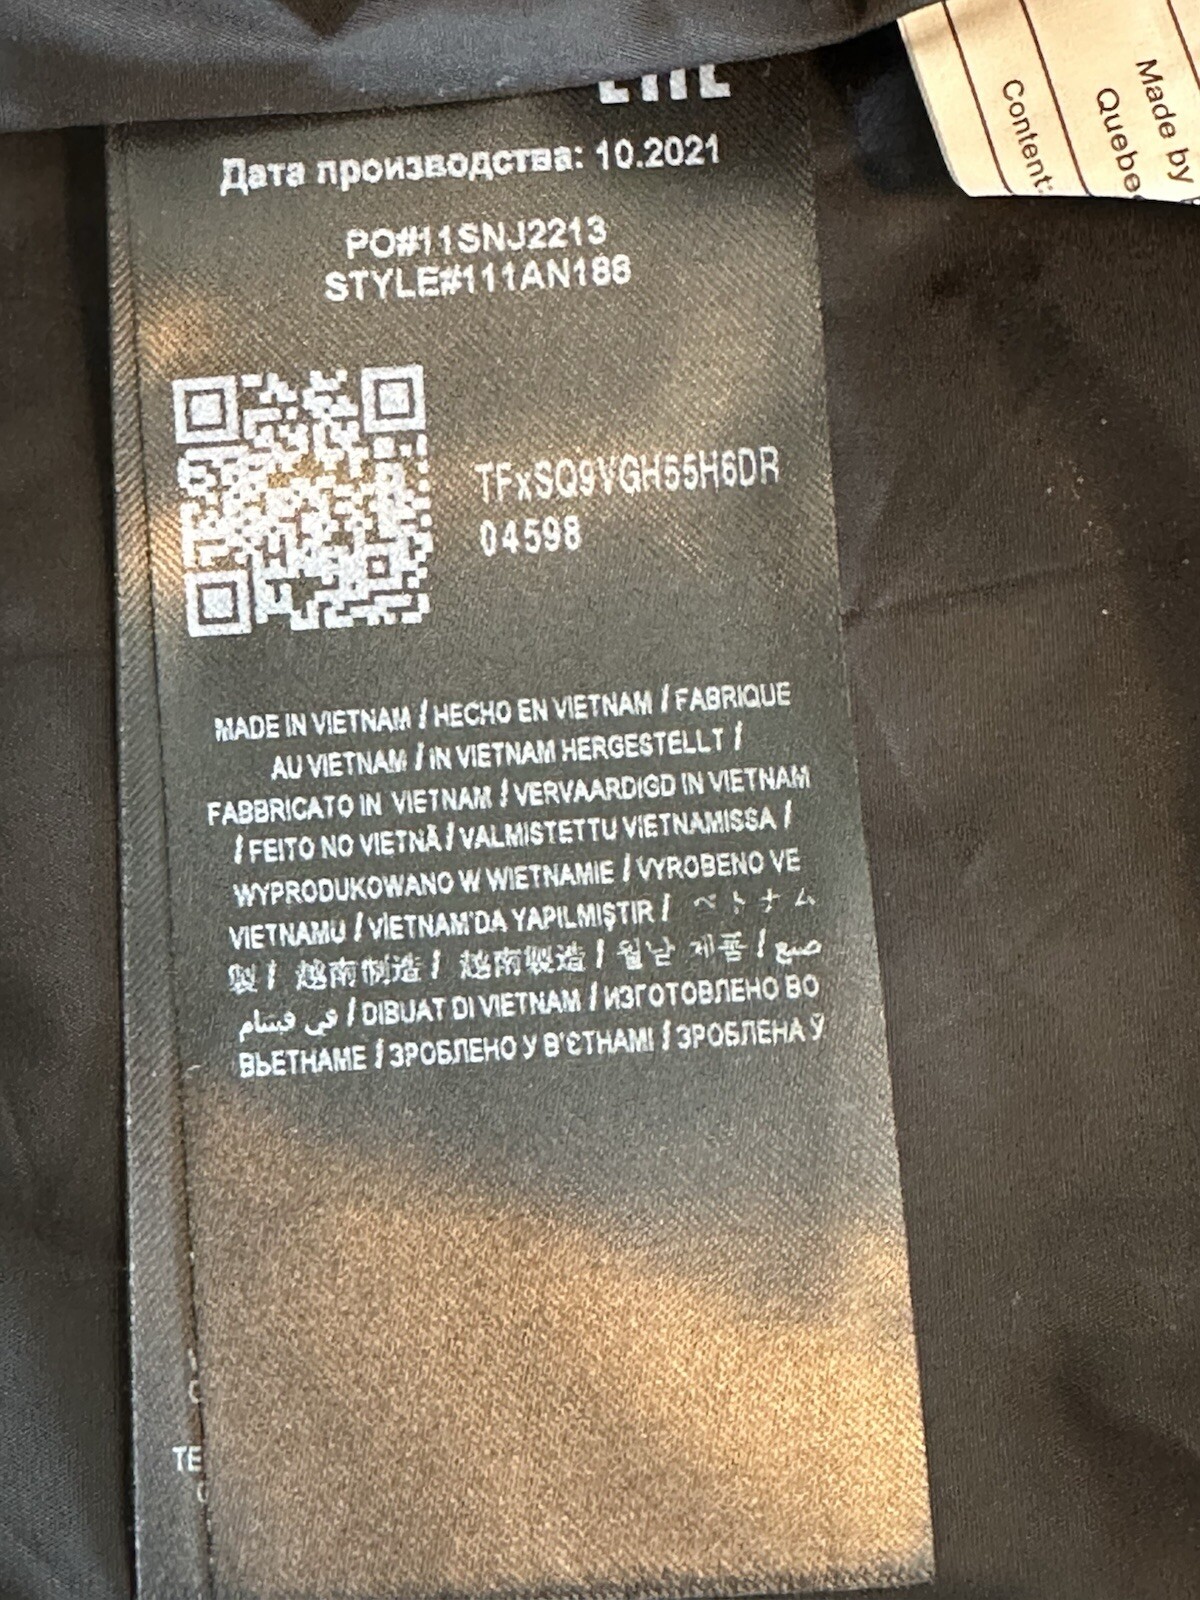 Дата производства: 10.2021
PO#11SNJ2213
STYLE#111AN188
TFxSQ9VGH55H6DR
04598
MADE IN VIETNAM / HECHO EN VIETNAM / FABRIQUE
AU VIETNAM / IN VIETNAM HERGESTELLT /
FABBRICATO IN VIETNAM / VERVAARDIGD IN VIETNAM
/ FEITO NO VIETNÃ / VALMISTETTU VIETNAMISSA /
WYPRODUKOWANO W WIETNAMIE / VYROBENO VE
VIETNAMU / VIETNAM'DA YAPILMIŞTIR / ベトナム
製 / 越南制造 / 越南製造 / 월남 제품 / صنع
في فيتنام / DIBUAT DI VIETNAM / ИЗГОТОВЛЕНО ВО
ВЬЕТНАМЕ / ЗРОБЛЕНО У В'ЄТНАМІ / ЗРОБЛЕНА Ў
TE
Made by
Quebe
Content: